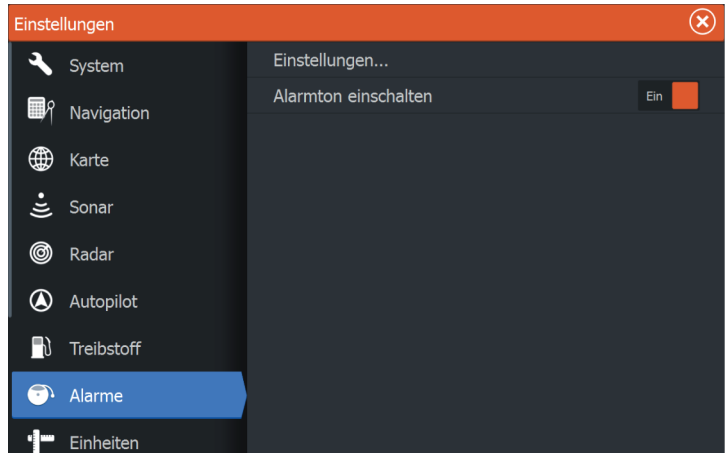 Einstellungen
System
Navigation
Karte
Sonar
Radar
Autopilot
Treibstoff
Alarme
Einheiten
Einstellungen...
Alarmton einschalten
Ein